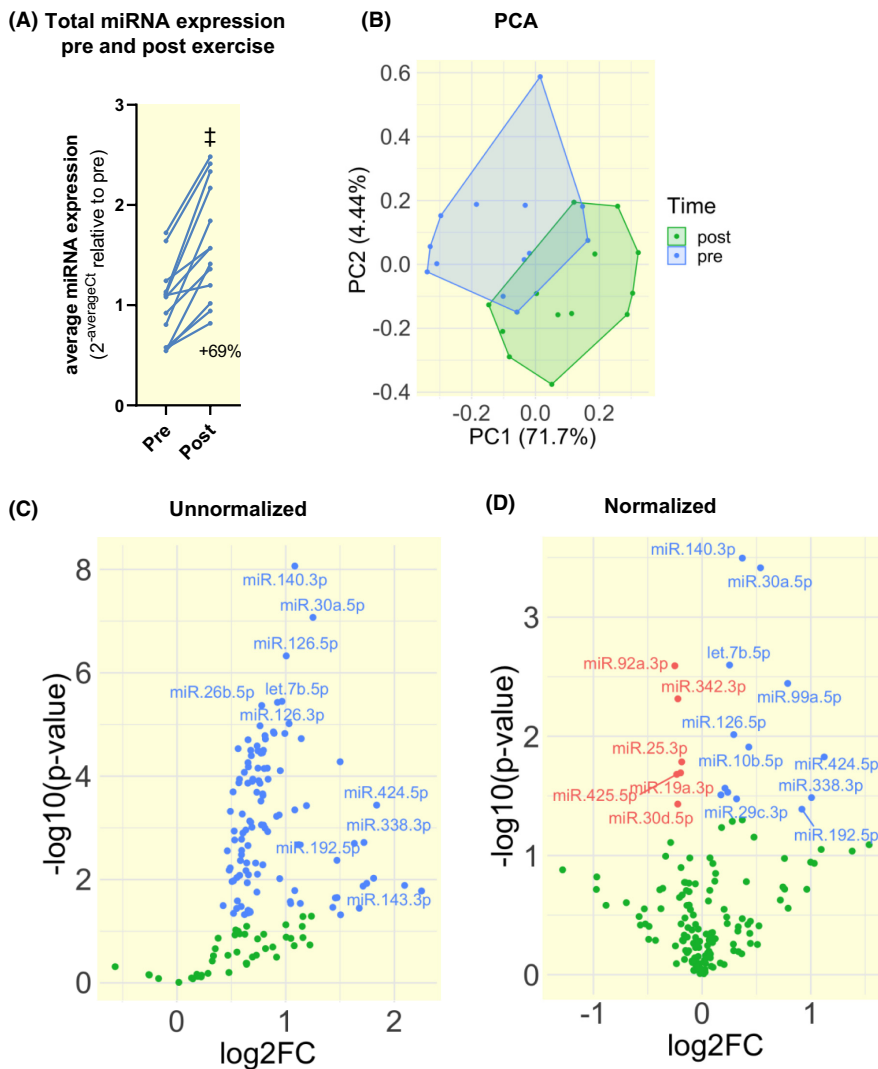 (A) Total miRNA expression
pre and post exercise
average miRNA expression
(2^-averageCt relative to pre)
3
2
1
0
‡
+69%
Pre
Post
(B) PCA
0.6
0.4
0.2
0.0
-0.2
-0.4
PC2 (4.44%)
-0.2 0.0 0.2
PC1 (71.7%)
Time
post
pre
(C) Unnormalized
-log10(p-value)
8
6
4
2
0
miR.140.3p
miR.30a.5p
miR.126.5p
miR.26b.5p let.7b.5p
miR.126.3p
miR.424.5p
miR.338.3p
miR.192.5p
miR.143.3p
0 1 2
log2FC
(D) Normalized
-log10(p-value)
3
2
1
0
miR.140.3p
miR.30a.5p
let.7b.5p
miR.92a.3p
miR.342.3p
miR.99a.5p
miR.126.5p
miR.25.3p
miR.10b.5p
miR.424.5p
miR.19a.3p
miR.338.3p
miR.425.5p
miR.29c.3p
miR.30d.5p
miR.192.5p
-1 0 1
log2FC